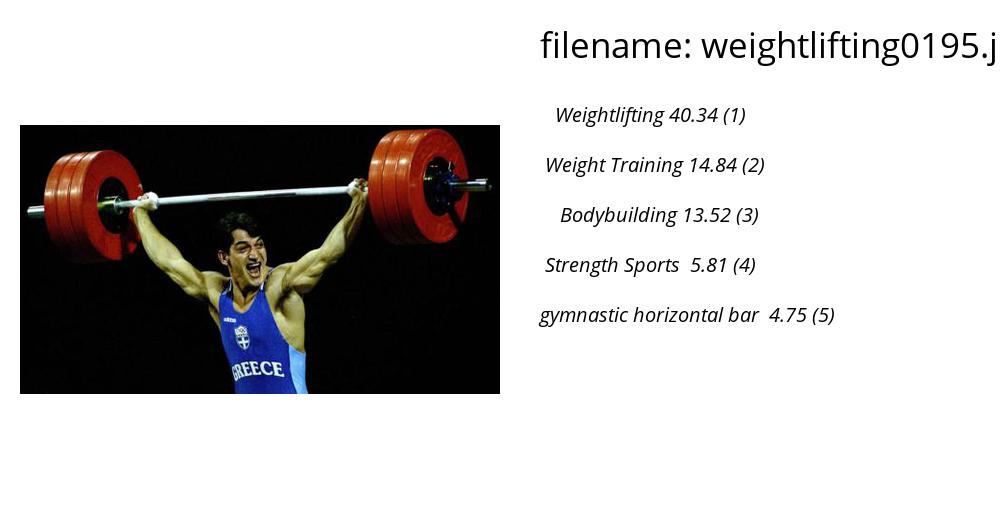 filename: weightlifting0195.j
Weightlifting 40.34 (1)
Weight Training 14.84 (2)
Bodybuilding 13.52 (3)
Strength Sports 5.81 (4)
gymnastic horizontal bar 4.75 (5)
adidas
GREECE